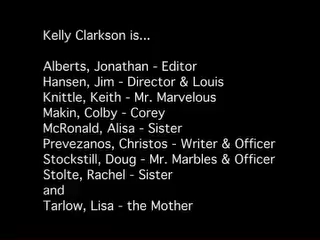 Kelly Clarkson is...
Alberts, Jonathan - Editor
Hansen, Jim - Director & Louis
Knittle, Keith - Mr. Marvelous
Makin, Colby - Corey
McRonald, Alisa - Sister
Prevezanos, Christos - Writer & Officer
Stockstill, Doug - Mr. Marbles & Officer
Stolte, Rachel - Sister
and
Tarlow, Lisa - the Mother